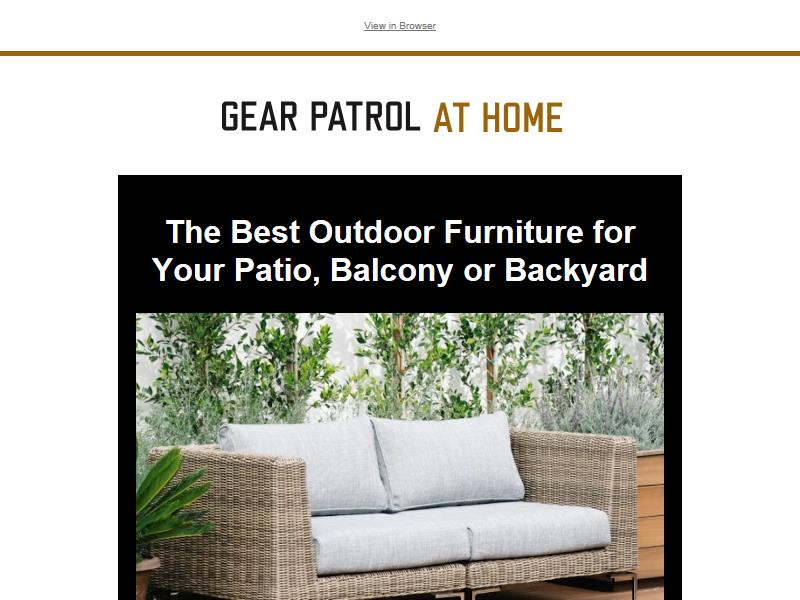 View in Browser
GEAR PATROL AT HOME
The Best Outdoor Furniture for
Your Patio, Balcony or Backyard